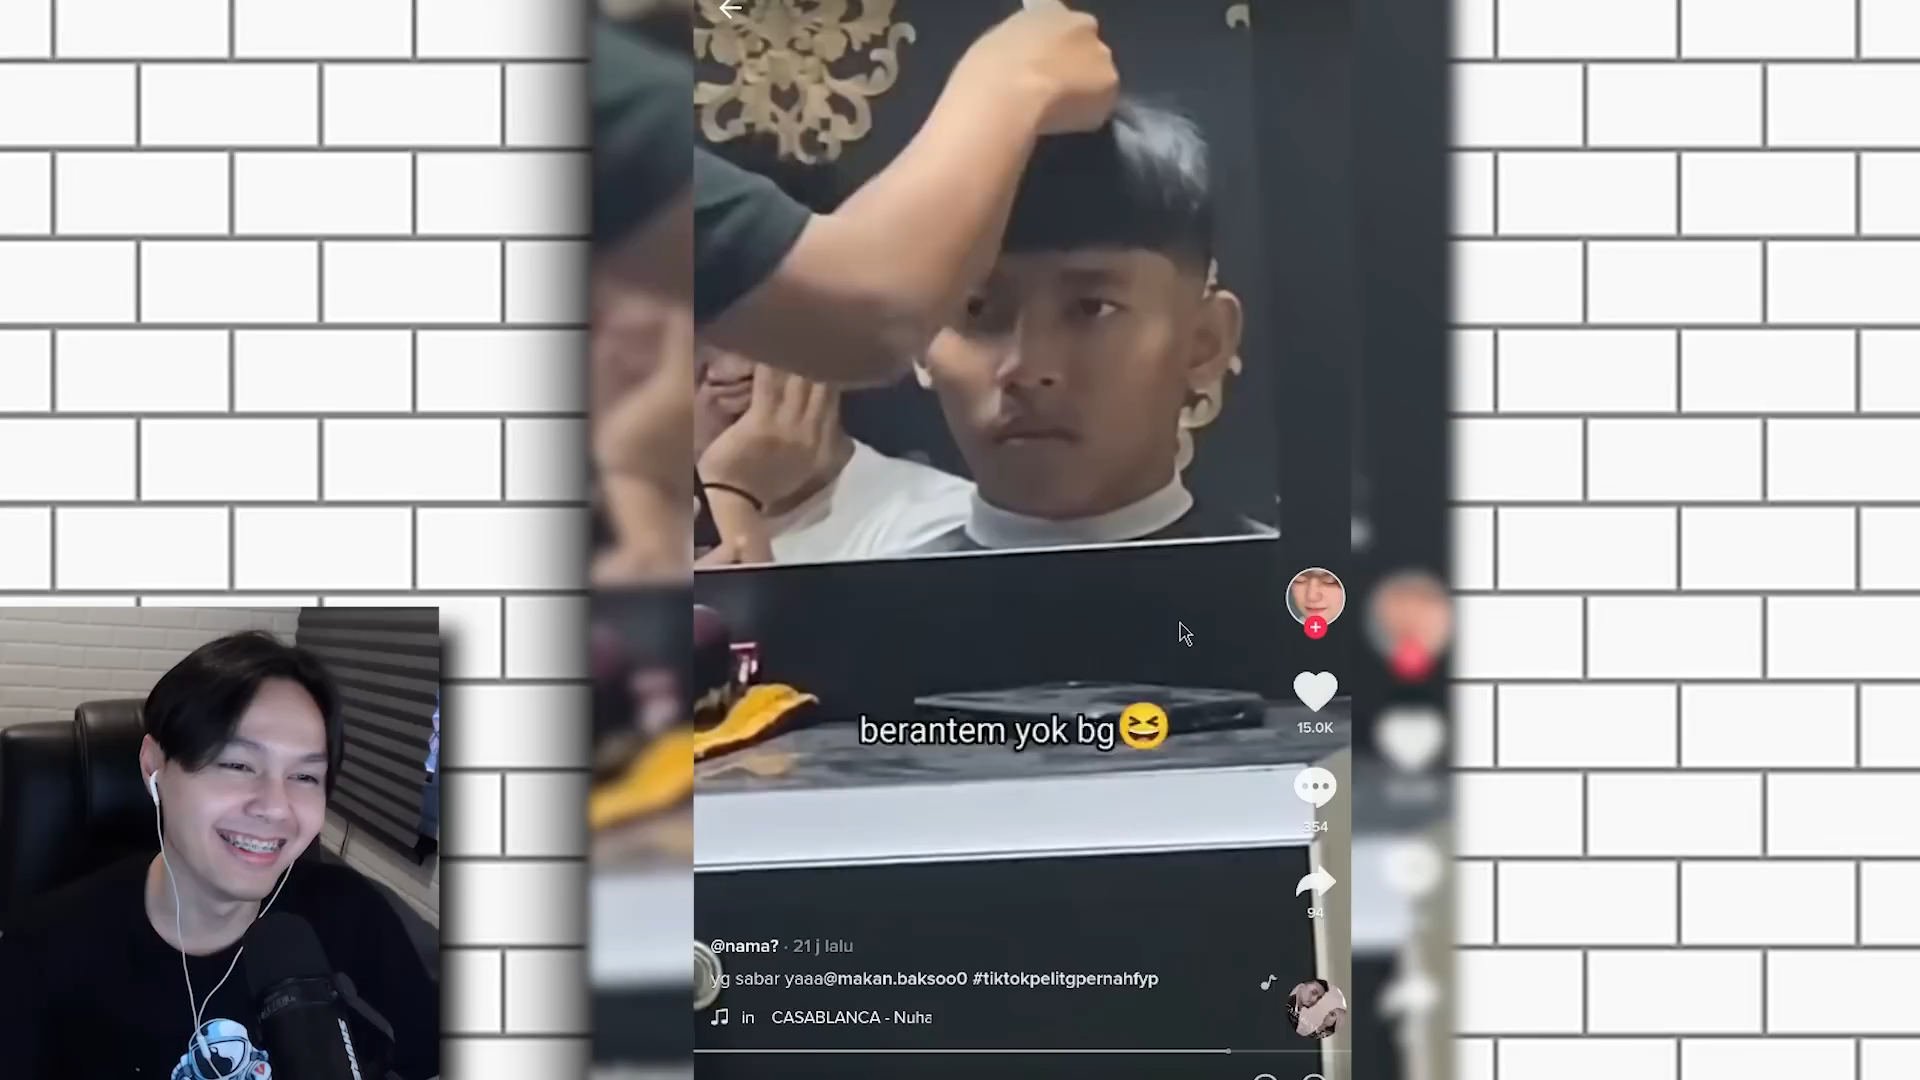 berantem yok bg😆
15.0K
354
94
@nama? · 21 j lalu
yg sabar yaaa@makan.baksoo0 #tiktokpelitgpernahfyp
in CASABLANCA - Nuha